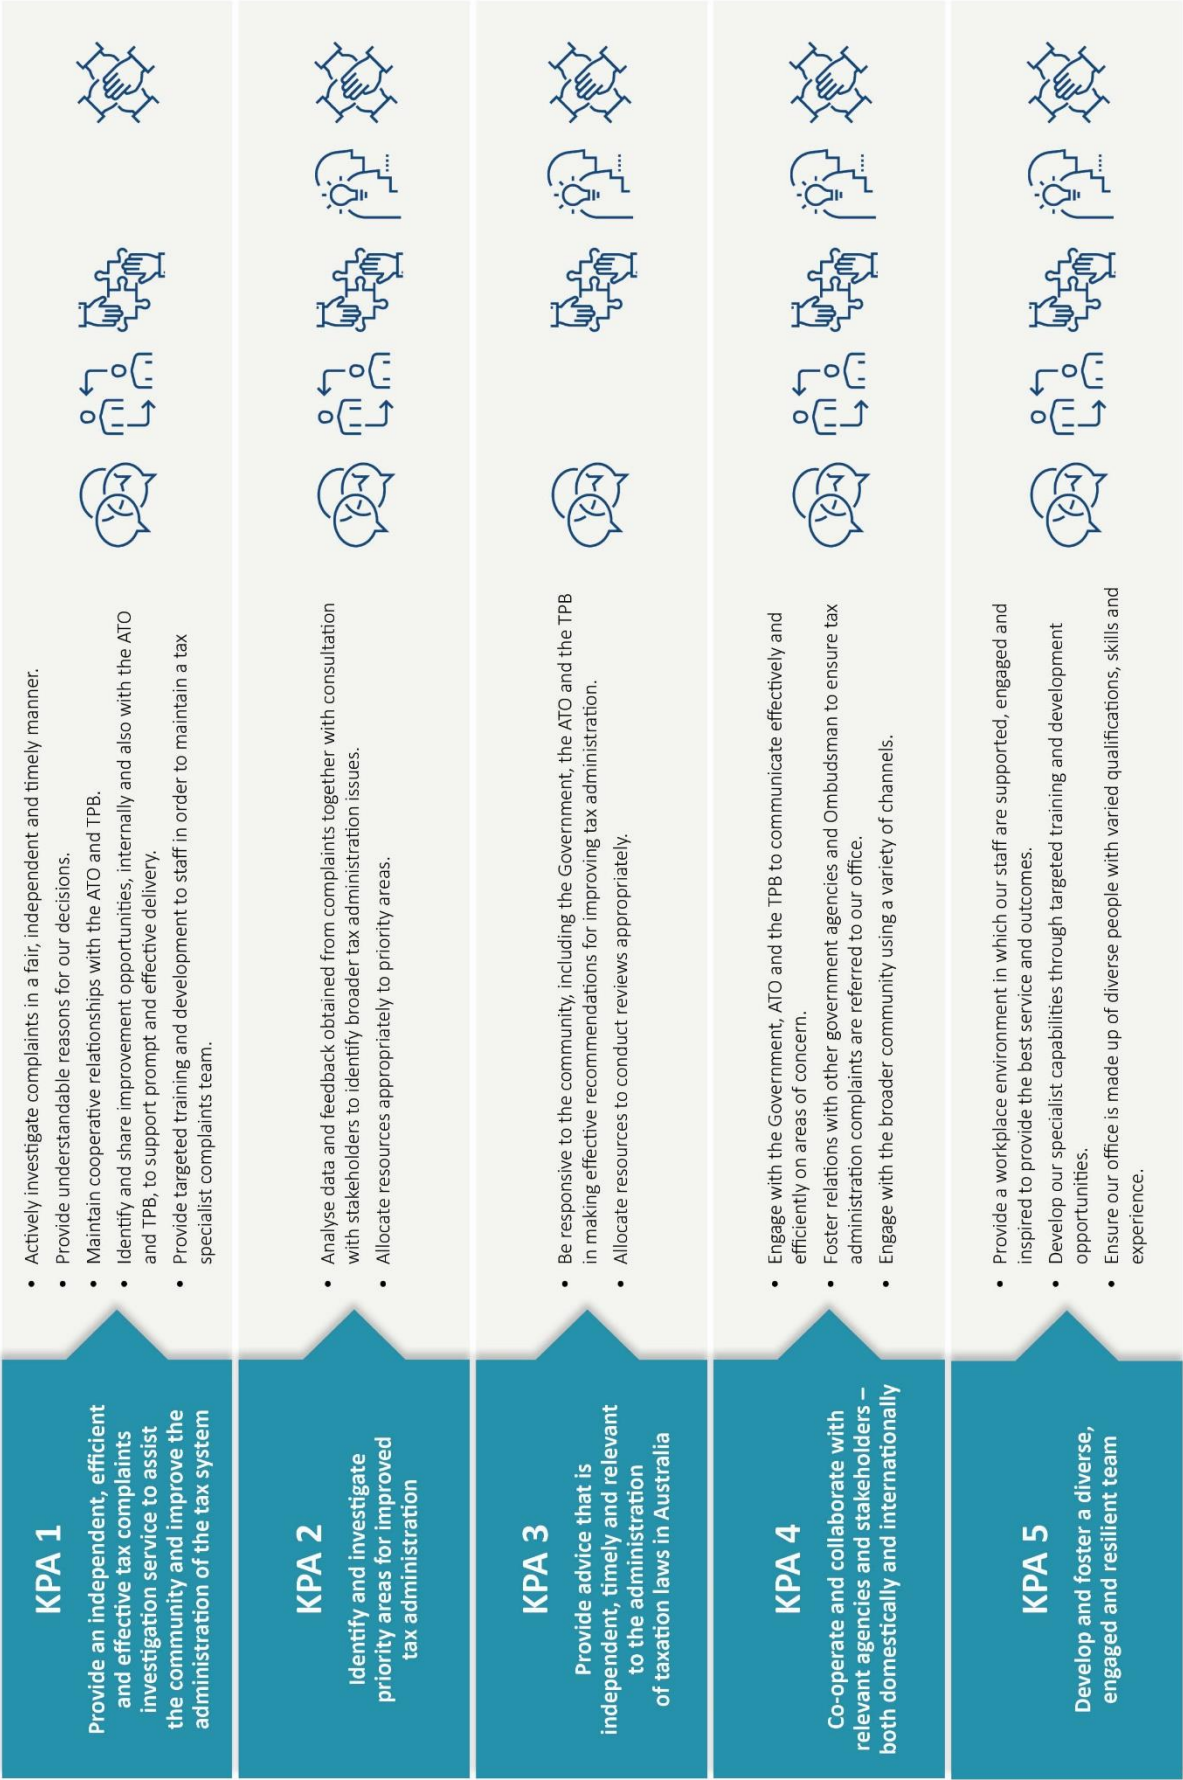 KPA 1
Provide an independent, efficient
and effective tax complaints
investigation service to assist
the community and improve the
administration of the tax system
• Actively investigate complaints in a fair, independent and timely manner.
• Provide understandable reasons for our decisions.
• Maintain cooperative relationships with the ATO and TPB.
• Identify and share improvement opportunities, internally and also with the ATO
and TPB, to support prompt and effective delivery.
• Provide targeted training and development to staff in order to maintain a tax
specialist complaints team.
KPA 2
Identify and investigate
priority areas for improved
tax administration
• Analyse data and feedback obtained from complaints together with consultation
with stakeholders to identify broader tax administration issues.
• Allocate resources appropriately to priority areas.
KPA 3
Provide advice that is
independent, timely and relevant
to the administration
of taxation laws in Australia
• Be responsive to the community, including the Government, the ATO and the TPB
in making effective recommendations for improving tax administration.
• Allocate resources to conduct reviews appropriately.
KPA 4
Co-operate and collaborate with
relevant agencies and stakeholders –
both domestically and internationally
• Engage with the Government, ATO and the TPB to communicate effectively and
efficiently on areas of concern.
• Foster relations with other government agencies and Ombudsman to ensure tax
administration complaints are referred to our office.
• Engage with the broader community using a variety of channels.
KPA 5
Develop and foster a diverse,
engaged and resilient team
• Provide a workplace environment in which our staff are supported, engaged and
inspired to provide the best service and outcomes.
• Develop our specialist capabilities through targeted training and development
opportunities.
• Ensure our office is made up of diverse people with varied qualifications, skills and
experience.